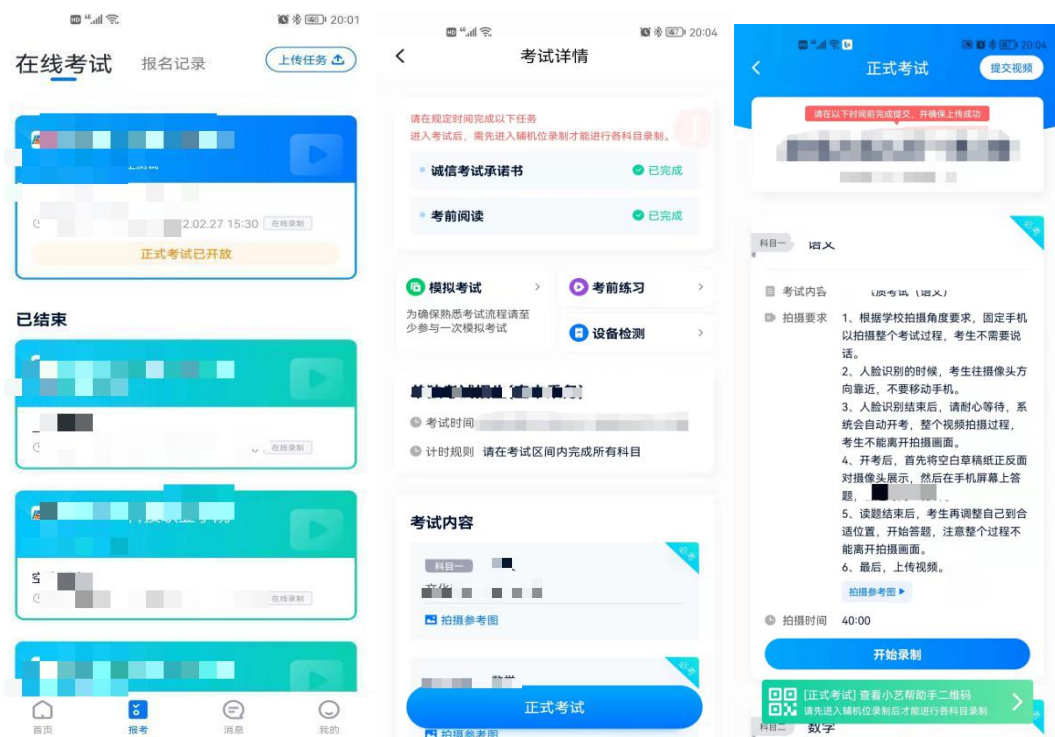 20:01
在线考试
报名记录
上传任务
2.02.27 15:30
在线录制
正式考试已开放
已结束
在线录制
在线录制
首页
报考
消息
我的
20:04
考试详情
请在规定时间完成以下任务
进入考试后，需先进入辅机位录制才能进行各科目录制。
诚信考试承诺书
已完成
考前阅读
已完成
模拟考试
为确保熟悉考试流程请至
少参与一次模拟考试
考前练习
设备检测
考试时间
计时规则 请在考试区间内完成所有科目
考试内容
科目一
必考
拍摄参考图
必考
数学
正式考试
拍摄参考图
20:04
正式考试
提交视频
请在以下时间前完成提交，并确保上传成功
必考
科目一 语文
考试内容 质考试（语文）
拍摄要求
1、根据学校拍摄角度要求，固定手机
以拍摄整个考试过程，考生不需要说
话。
2、人脸识别的时候，考生往摄像头方
向靠近，不要移动手机。
3、人脸识别结束后，请耐心等待，系
统会自动开考，整个视频拍摄过程，
考生不能离开拍摄画面。
4、开考后，首先将空白草稿纸正反面
对摄像头展示，然后在手机屏幕上答
题，
5、读题结束后，考生再调整自己到合
适位置，开始答题，注意整个过程不
能离开拍摄画面。
6、最后，上传视频。
拍摄参考图
拍摄时间 40:00
开始录制
[正式考试] 查看小艺帮助手二维码
请先进入辅机位录制后才能进行各科目录制
科目二 数学